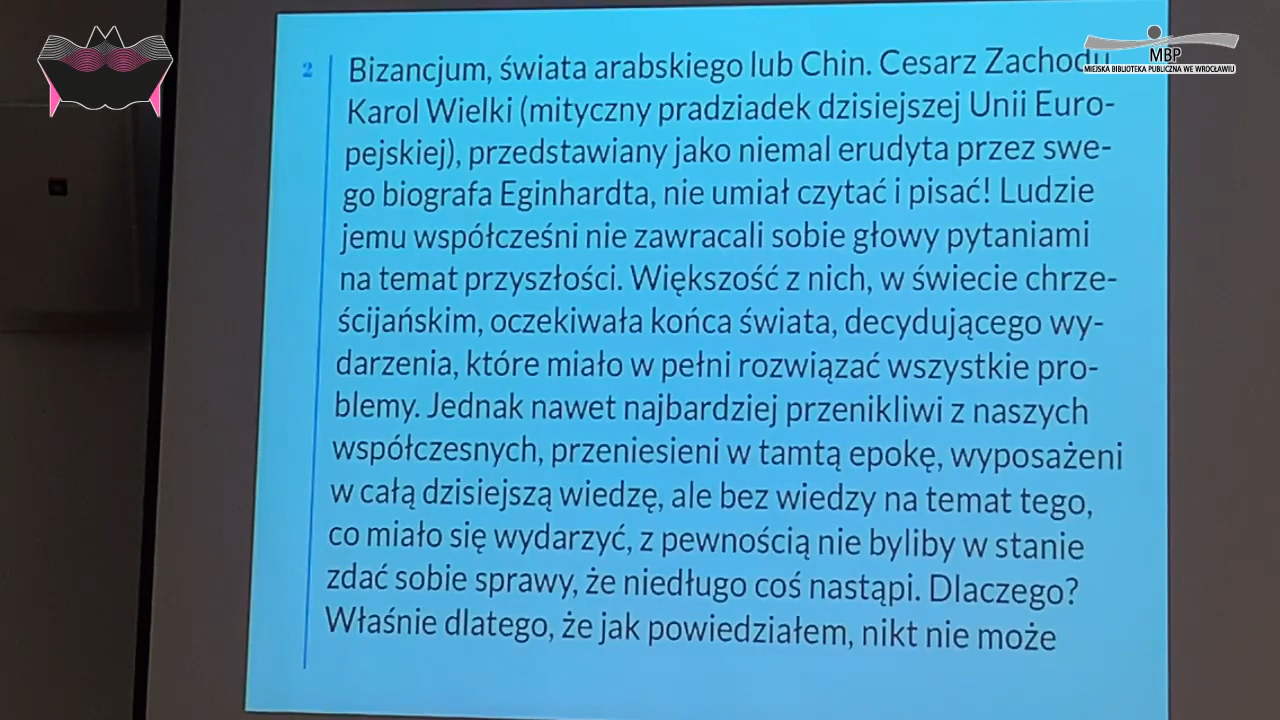 2
Bizancjum, świata arabskiego lub Chin. Cesarz Zachodu
Karol Wielki (mityczny pradziadek dzisiejszej Unii Euro-
pejskiej), przedstawiany jako niemal erudyta przez swe-
go biografa Eginhardta, nie umiał czytać i pisać! Ludzie
jemu współcześni nie zawracali sobie głowy pytaniami
na temat przyszłości. Większość z nich, w świecie chrze-
ścijańskim, oczekiwała końca świata, decydującego wy-
darzenia, które miało w pełni rozwiązać wszystkie pro-
blemy. Jednak nawet najbardziej przenikliwi z naszych
współczesnych, przeniesieni w tamtą epokę, wyposażeni
w całą dzisiejszą wiedzę, ale bez wiedzy na temat tego,
co miało się wydarzyć, z pewnością nie byliby w stanie
zdać sobie sprawy, że niedługo coś nastąpi. Dlaczego?
Właśnie dlatego, że jak powiedziałem, nikt nie może
MBP
MIEJSKA BIBLIOTEKA PUBLICZNA WE WROCŁAWIU